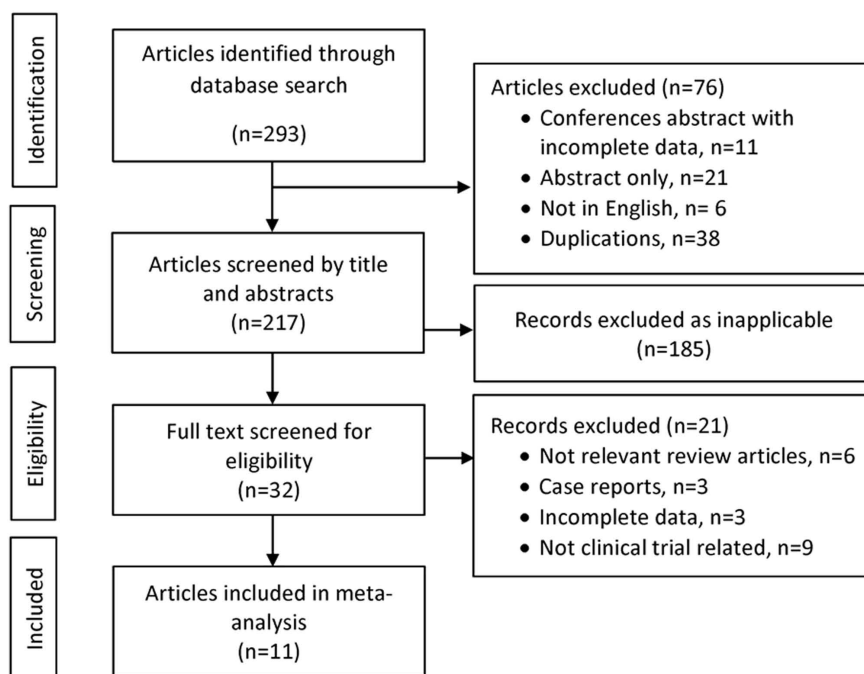 Identification
Articles identified through
database search
(n=293)
Articles excluded (n=76)
• Conferences abstract with
incomplete data, n=11
• Abstract only, n=21
• Not in English, n= 6
• Duplications, n=38
Screening
Articles screened by title
and abstracts
(n=217)
Records excluded as inapplicable
(n=185)
Eligibility
Full text screened for
eligibility
(n=32)
Records excluded (n=21)
• Not relevant review articles, n=6
• Case reports, n=3
• Incomplete data, n=3
• Not clinical trial related, n=9
Included
Articles included in meta-
analysis
(n=11)